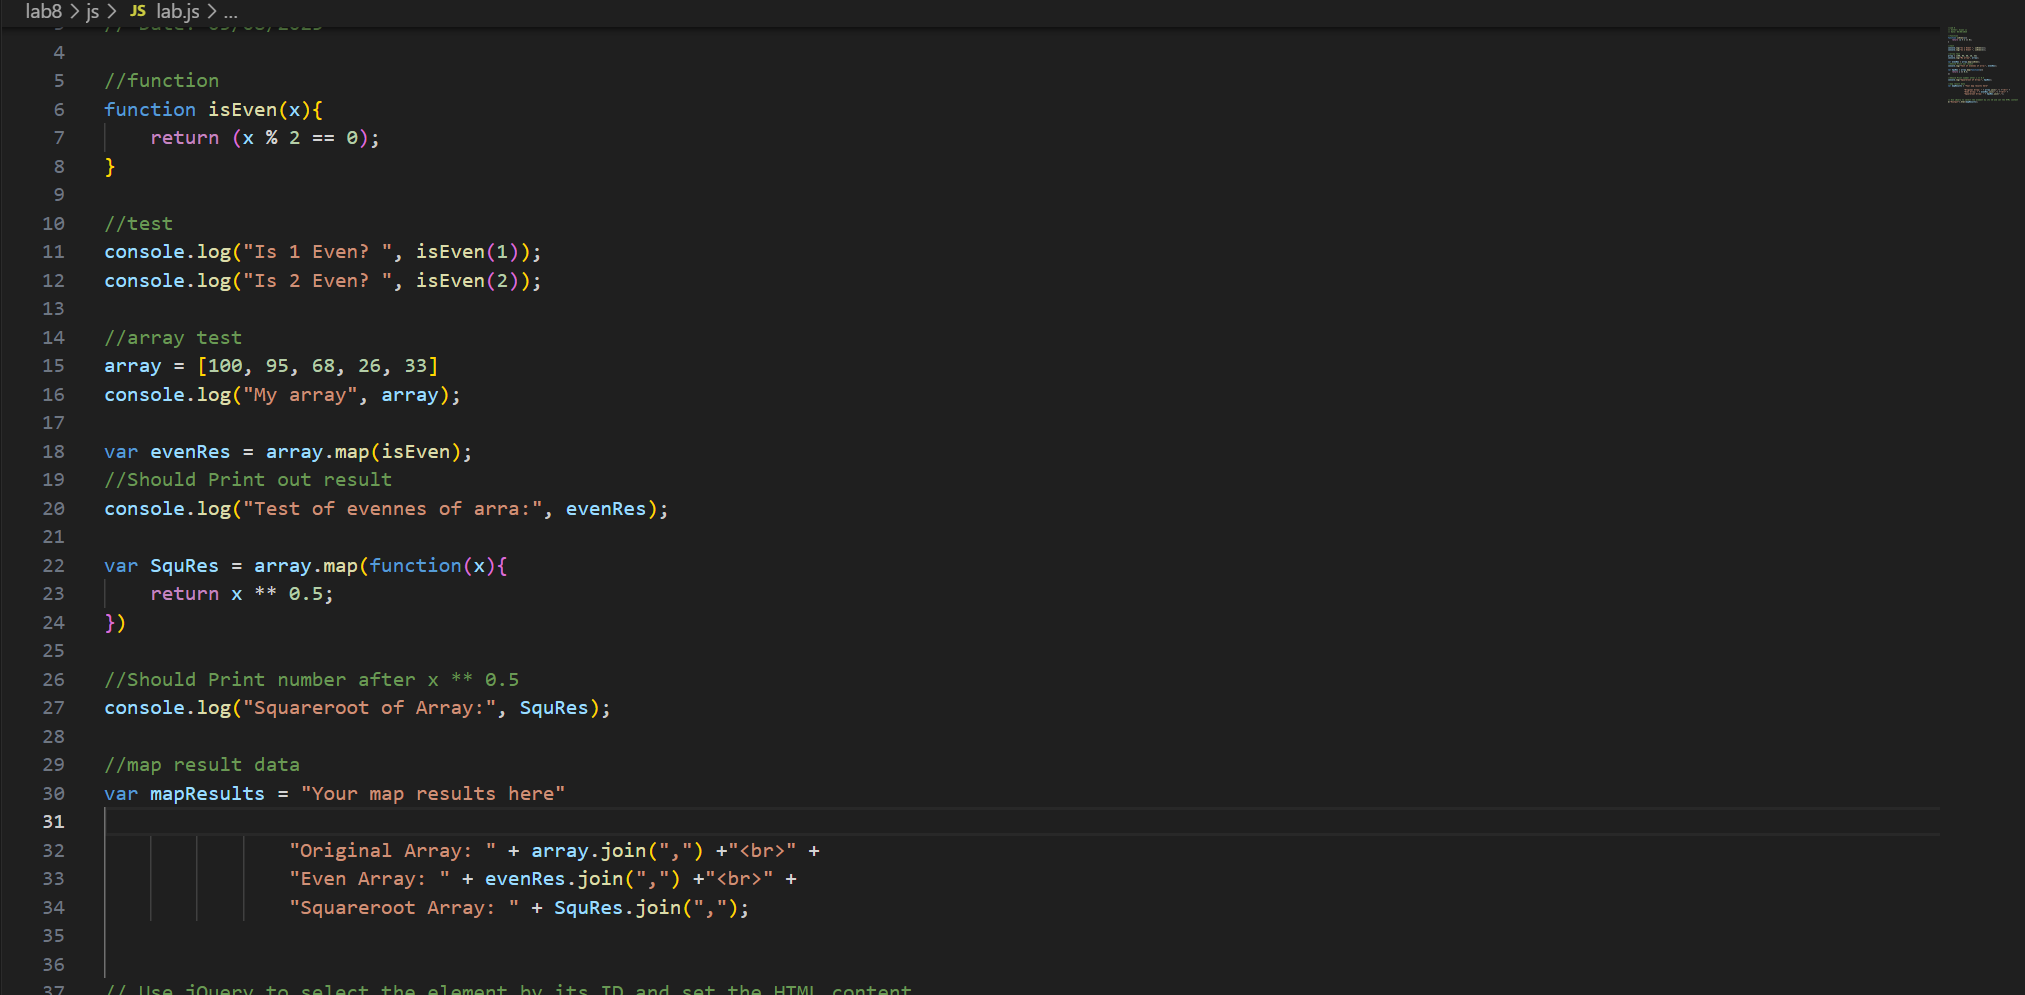 lab8 > js > JS lab.js > ...
3 // Date: 05/08/2025
4
5 //function
6 function isEven(x){
7 return (x % 2 == 0);
8 }
9
10 //test
11 console.log("Is 1 Even? ", isEven(1));
12 console.log("Is 2 Even? ", isEven(2));
13
14 //array test
15 array = [100, 95, 68, 26, 33]
16 console.log("My array", array);
17
18 var evenRes = array.map(isEven);
19 //Should Print out result
20 console.log("Test of evennes of arra:", evenRes);
21
22 var SquRes = array.map(function(x){
23 return x ** 0.5;
24 })
25
26 //Should Print number after x ** 0.5
27 console.log("Squareroot of Array:", SquRes);
28
29 //map result data
30 var mapResults = "Your map results here"
31
32 "Original Array: " + array.join(",") +"<br>" +
33 "Even Array: " + evenRes.join(",") +"<br>" +
34 "Squareroot Array: " + SquRes.join(",");
35
36
37 // Use jQuery to select the element by its ID and set the HTML content